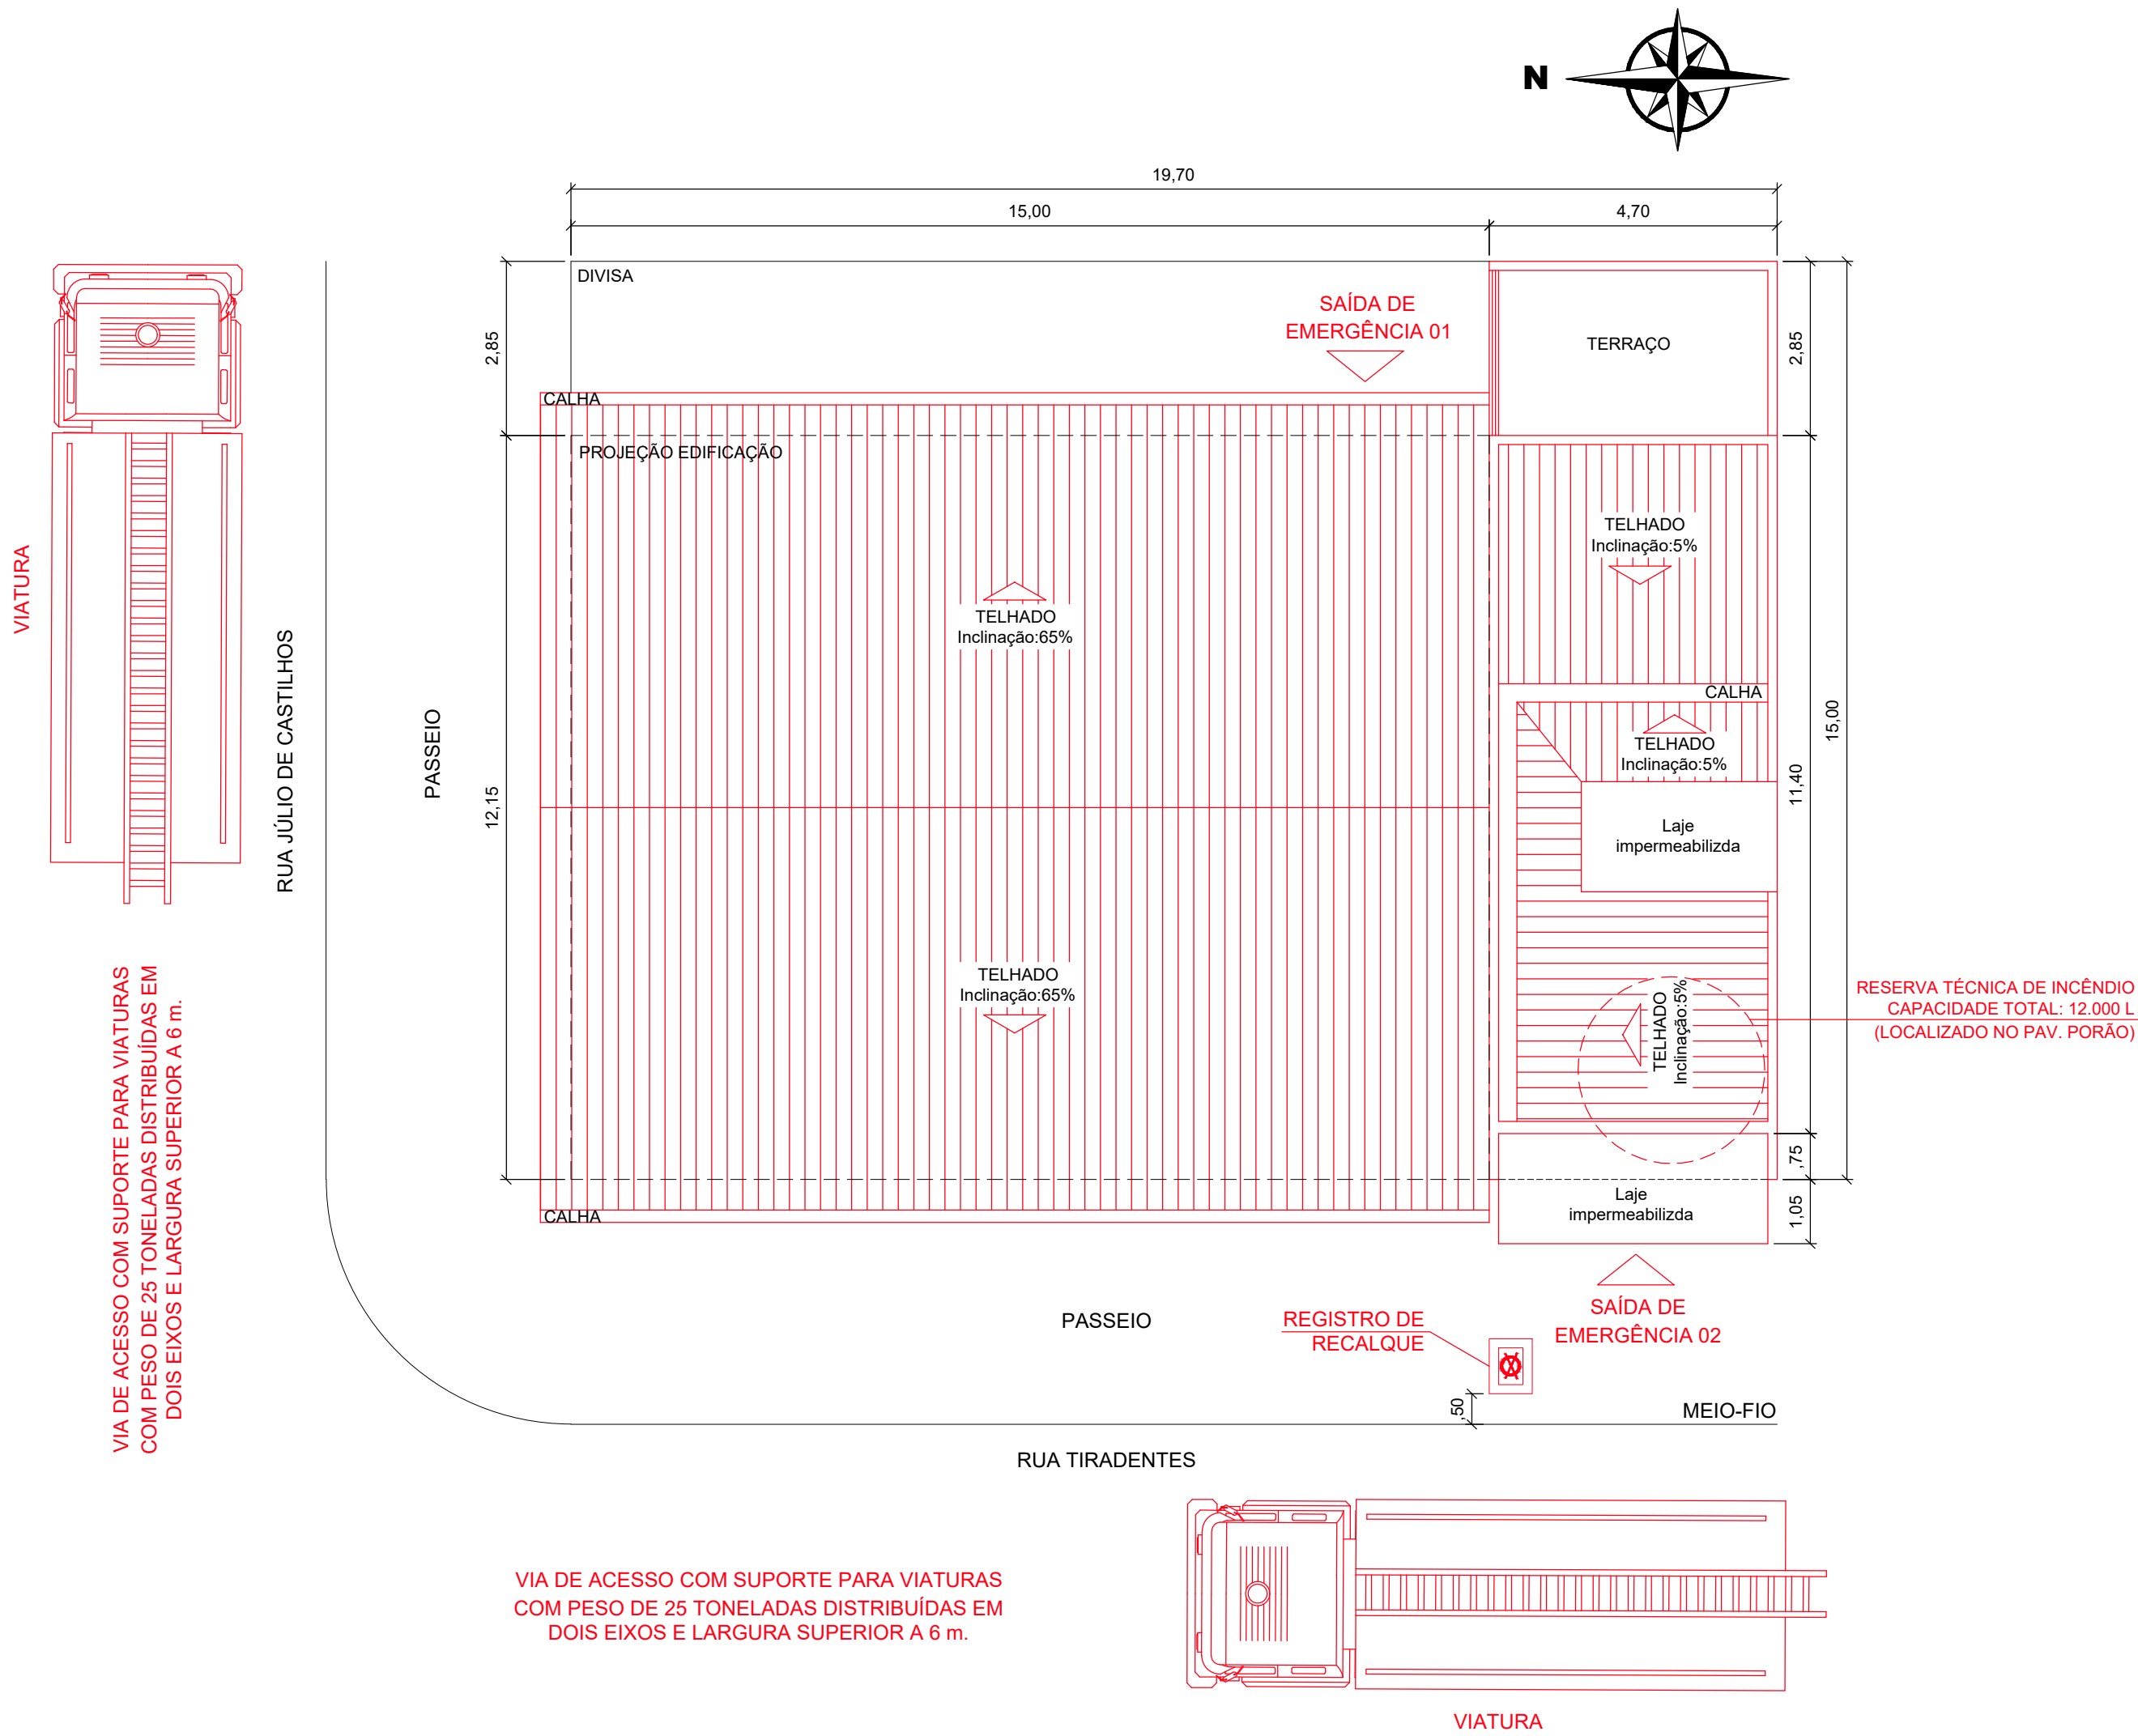 N
19,70
15,00
4,70
DIVISA
SAÍDA DE
EMERGÊNCIA 01
TERRAÇO
2,85
2,85
CALHA
PROJEÇÃO EDIFICAÇÃO
TELHADO
Inclinação:5%
VIATURA
TELHADO
Inclinação:65%
RUA JÚLIO DE CASTILHOS
PASSEIO
12,15
CALHA
TELHADO
Inclinação:5%
11,40
15,00
Laje
impermeabilizda
TELHADO
Inclinação:65%
TELHADO
Inclinação:5%
RESERVA TÉCNICA DE INCÊNDIO
CAPACIDADE TOTAL: 12.000 L
(LOCALIZADO NO PAV. PORÃO)
VIA DE ACESSO COM SUPORTE PARA VIATURAS
COM PESO DE 25 TONELADAS DISTRIBUÍDAS EM
DOIS EIXOS E LARGURA SUPERIOR A 6 m.
,75
CALHA
Laje
impermeabilizda
1,05
PASSEIO
REGISTRO DE
RECALQUE
SAÍDA DE
EMERGÊNCIA 02
,50
MEIO-FIO
RUA TIRADENTES
VIA DE ACESSO COM SUPORTE PARA VIATURAS
COM PESO DE 25 TONELADAS DISTRIBUÍDAS EM
DOIS EIXOS E LARGURA SUPERIOR A 6 m.
VIATURA